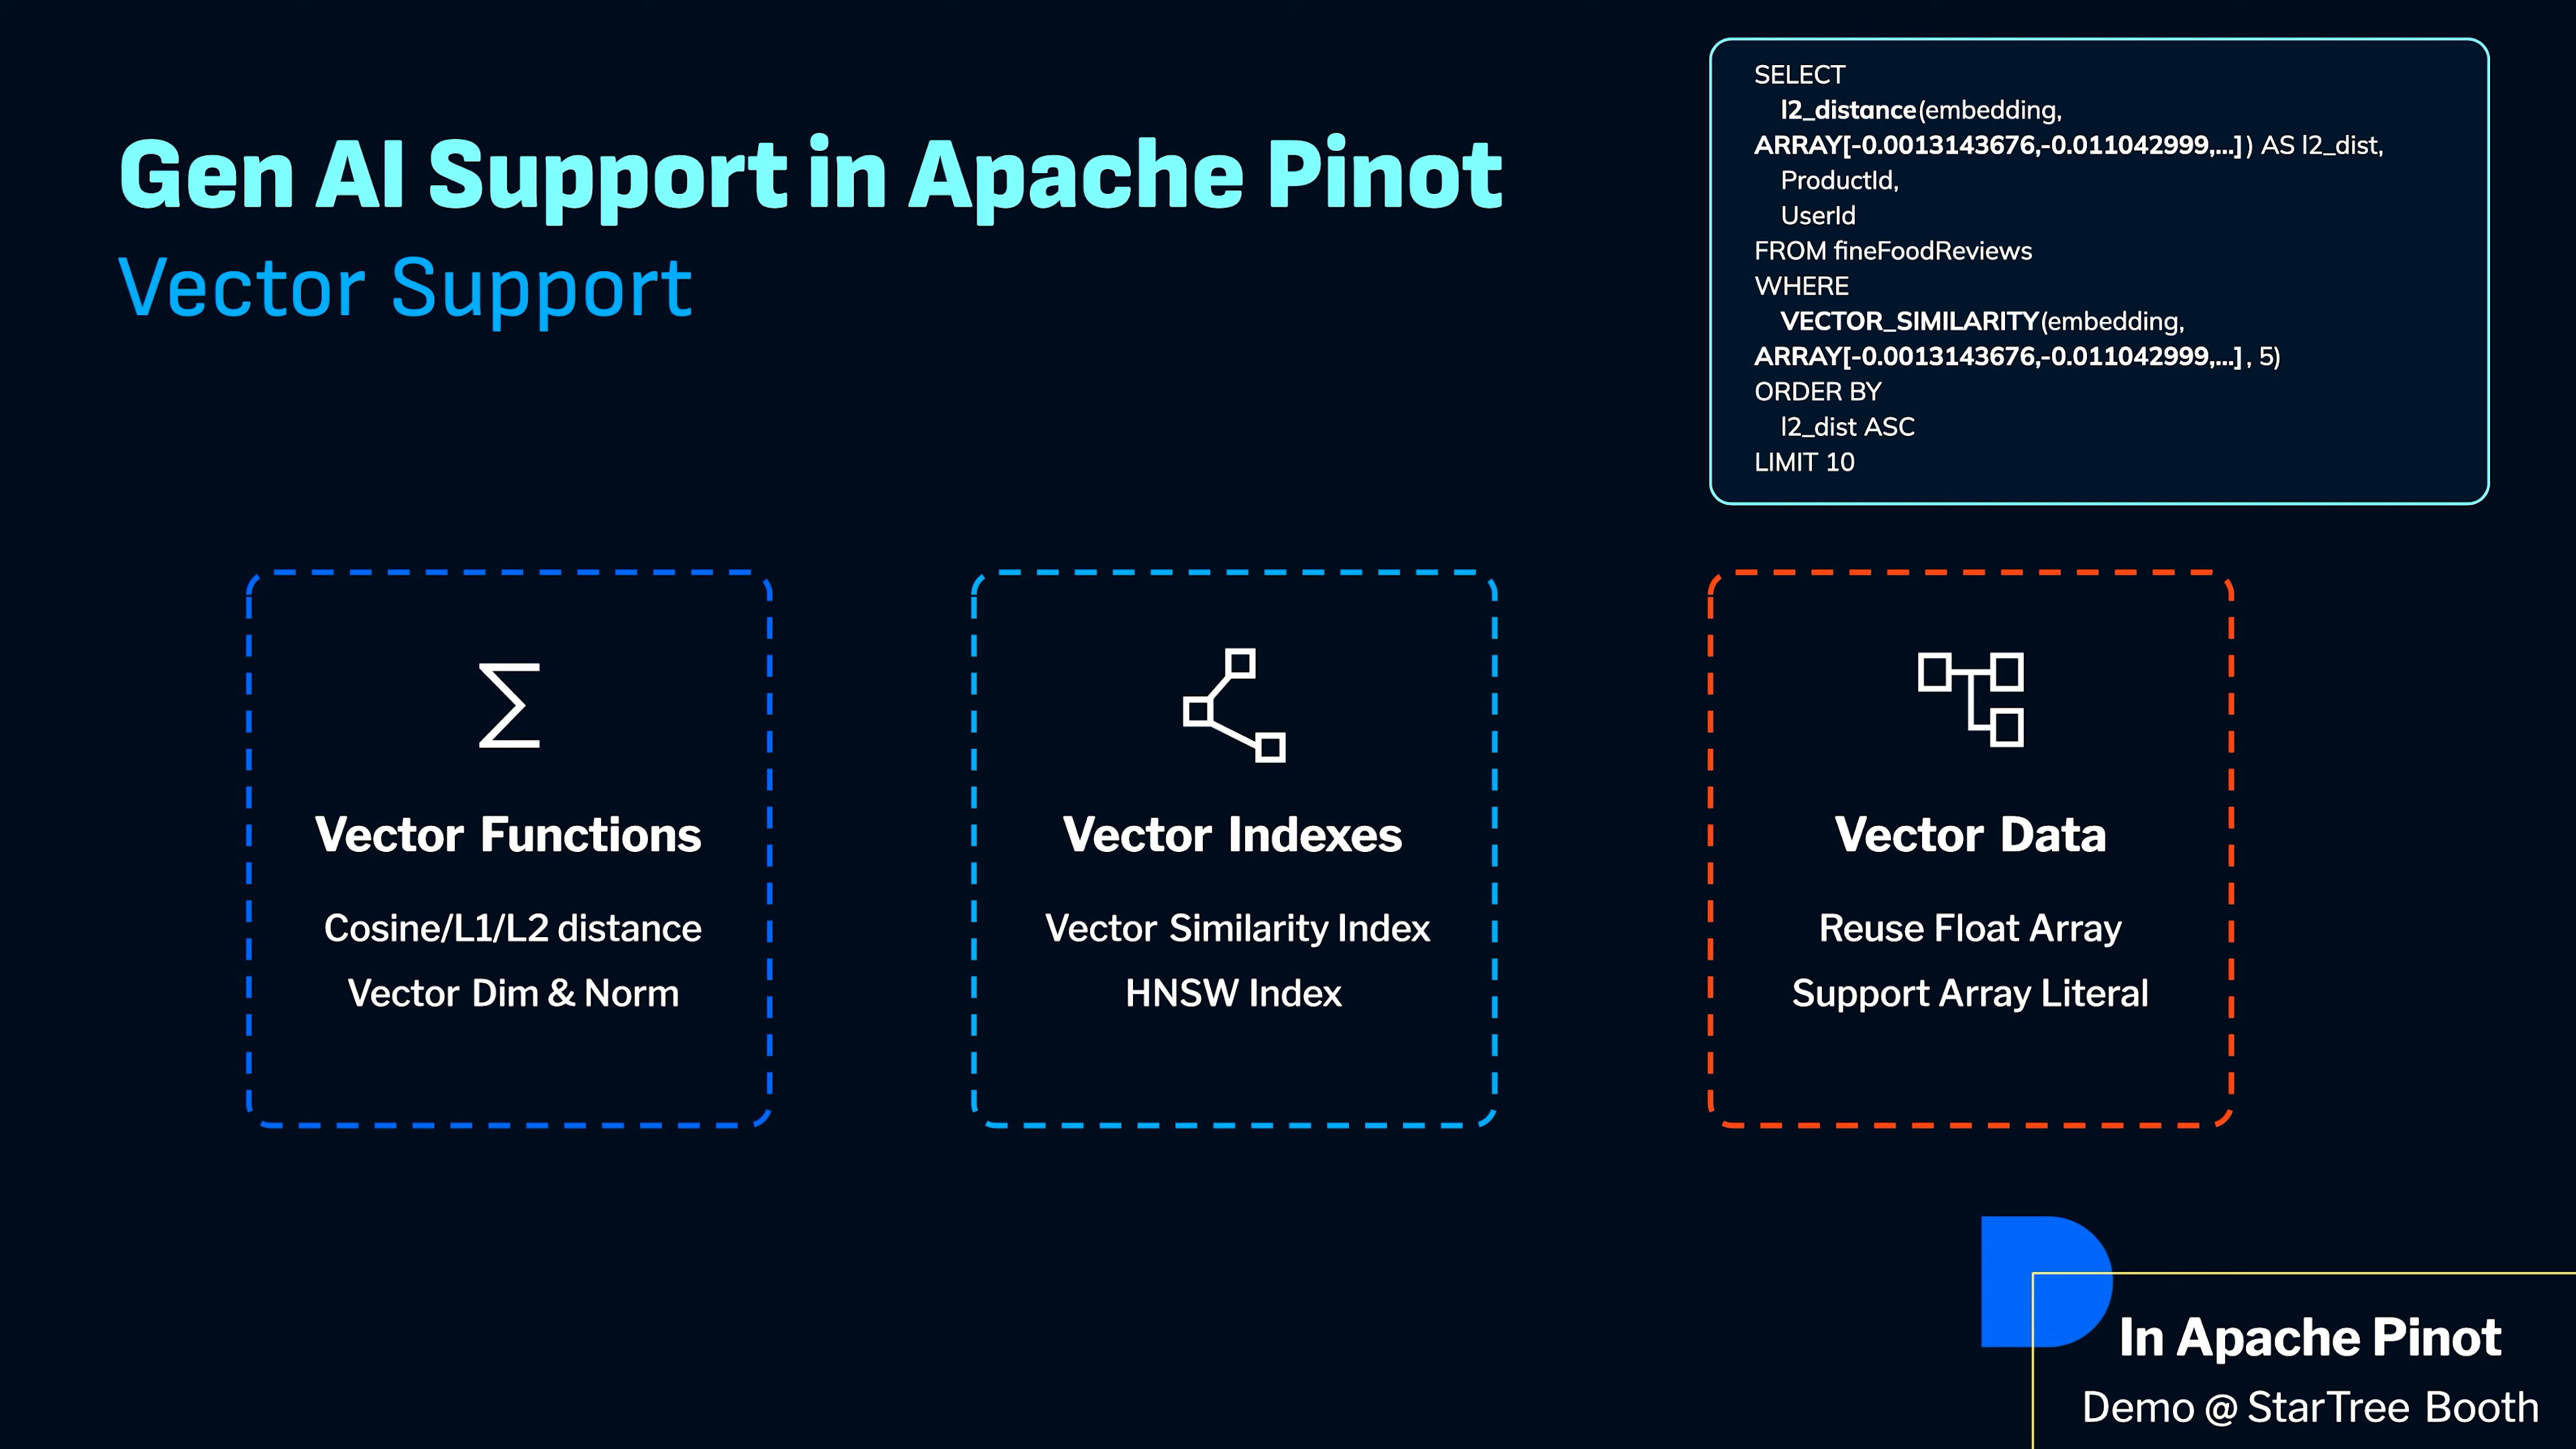 Gen AI Support in Apache Pinot
Vector Support
SELECT
l2_distance(embedding,
ARRAY[-0.0013143676,-0.011042999,...]) AS l2_dist,
ProductId,
UserId
FROM fineFoodReviews
WHERE
VECTOR_SIMILARITY(embedding,
ARRAY[-0.0013143676,-0.011042999,...], 5)
ORDER BY
l2_dist ASC
LIMIT 10
Vector Functions
Cosine/L1/L2 distance
Vector Dim & Norm
Vector Indexes
Vector Similarity Index
HNSW Index
Vector Data
Reuse Float Array
Support Array Literal
In Apache Pinot
Demo @ StarTree Booth